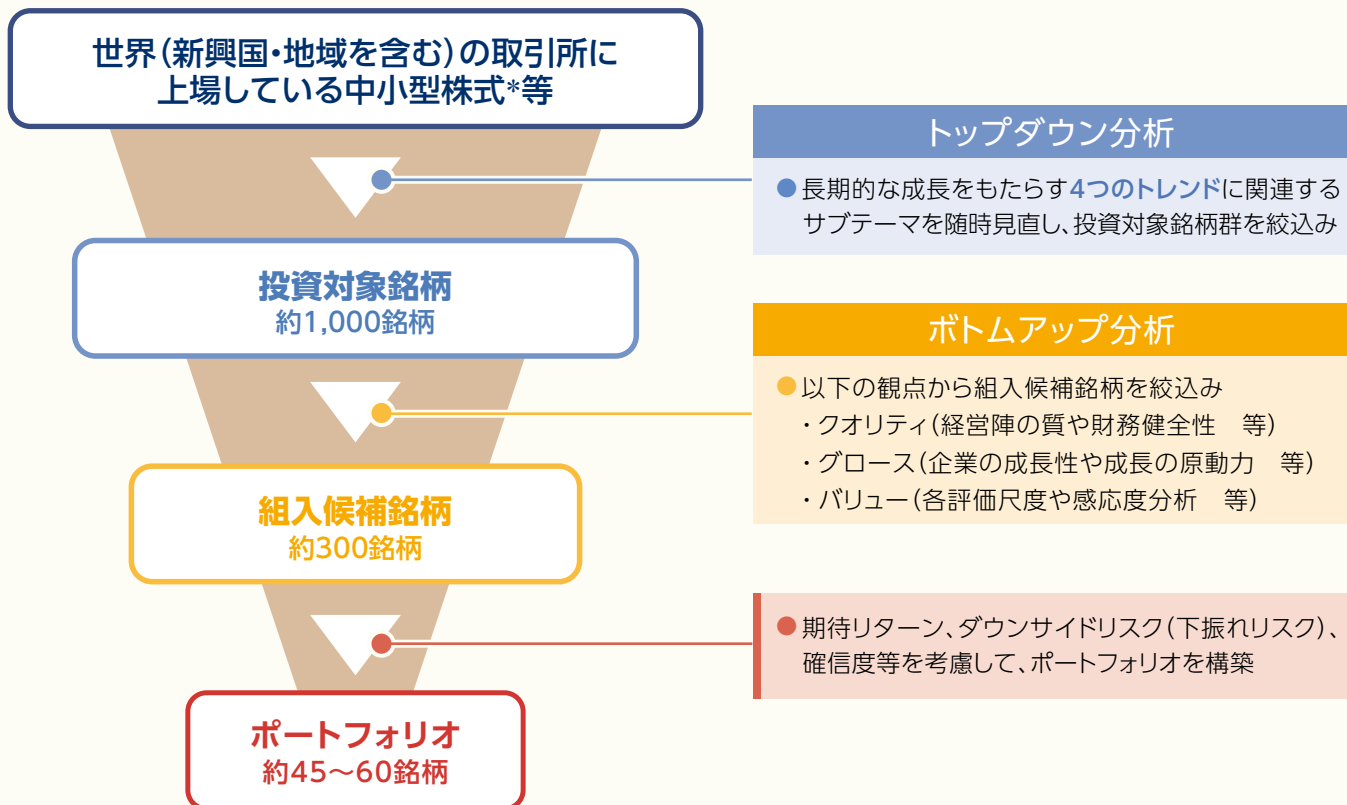 世界(新興国・地域を含む)の取引所に
上場している中小型株式*等
トップダウン分析
●長期的な成長をもたらす4つのトレンドに関連する
サブテーマを随時見直し、投資対象銘柄群を絞込み
投資対象銘柄
約1,000銘柄
ボトムアップ分析
●以下の観点から組入候補銘柄を絞込み
・クオリティ(経営陣の質や財務健全性　等)
・グロース(企業の成長性や成長の原動力　等)
・バリュー(各評価尺度や感応度分析　等)
組入候補銘柄
約300銘柄
●期待リターン、ダウンサイドリスク(下振れリスク)、
確信度等を考慮して、ポートフォリオを構築
ポートフォリオ
約45～60銘柄